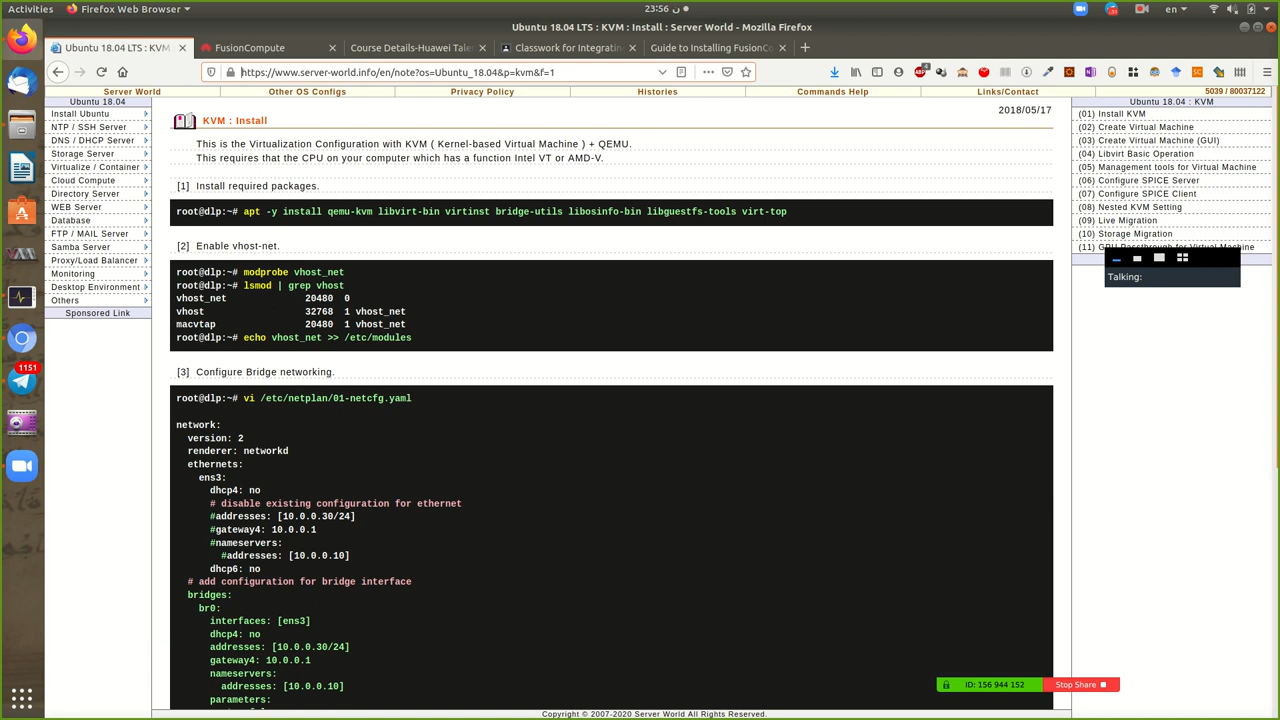 Activities
Firefox Web Browser
23:56 ن
en
Ubuntu 18.04 LTS : KVM : Install : Server World - Mozilla Firefox
Ubuntu 18.04 LTS : KVM
FusionCompute
Course Details-Huawei Taler
Classwork for Integratin
Guide to Installing FusionCo
https://www.server-world.info/en/note?os=Ubuntu_18.04&p=kvm&f=1
Server World
Other OS Configs
Privacy Policy
Histories
Commands Help
Links/Contact
5039 / 80037122
Ubuntu 18.04
Install Ubuntu
NTP / SSH Server
DNS / DHCP Server
Storage Server
Virtualize / Container
Cloud Compute
Directory Server
WEB Server
Database
FTP / MAIL Server
Samba Server
Proxy/Load Balancer
Monitoring
Desktop Environment
Others
Sponsored Link
1151
KVM : Install
2018/05/17
This is the Virtualization Configuration with KVM ( Kernel-based Virtual Machine ) + QEMU.
This requires that the CPU on your computer which has a function Intel VT or AMD-V.
[1] Install required packages.
root@dlp:~# apt -y install qemu-kvm libvirt-bin virtinst bridge-utils libosinfo-bin libguestfs-tools virt-top
[2] Enable vhost-net.
root@dlp:~# modprobe vhost_net
root@dlp:~# lsmod | grep vhost
vhost_net 20480 0
vhost 32768 1 vhost_net
macvtap 20480 1 vhost_net
root@dlp:~# echo vhost_net >> /etc/modules
[3] Configure Bridge networking.
root@dlp:~# vi /etc/netplan/01-netcfg.yaml
network:
version: 2
renderer: networkd
ethernets:
ens3:
dhcp4: no
# disable existing configuration for ethernet
#addresses: [10.0.0.30/24]
#gateway4: 10.0.0.1
#nameservers:
#addresses: [10.0.0.10]
dhcp6: no
# add configuration for bridge interface
bridges:
br0:
interfaces: [ens3]
dhcp4: no
addresses: [10.0.0.30/24]
gateway4: 10.0.0.1
nameservers:
addresses: [10.0.0.10]
parameters:
Ubuntu 18.04 : KVM
(01) Install KVM
(02) Create Virtual Machine
(03) Create Virtual Machine (GUI)
(04) Libvirt Basic Operation
(05) Management tools for Virtual Machine
(06) Configure SPICE Server
(07) Configure SPICE Client
(08) Nested KVM Setting
(09) Live Migration
(10) Storage Migration
(11) GPU Passthrough for Virtual Machine
Talking:
ID: 156 944 152
Stop Share
Copyright © 2007-2020 Server World All Rights Reserved.